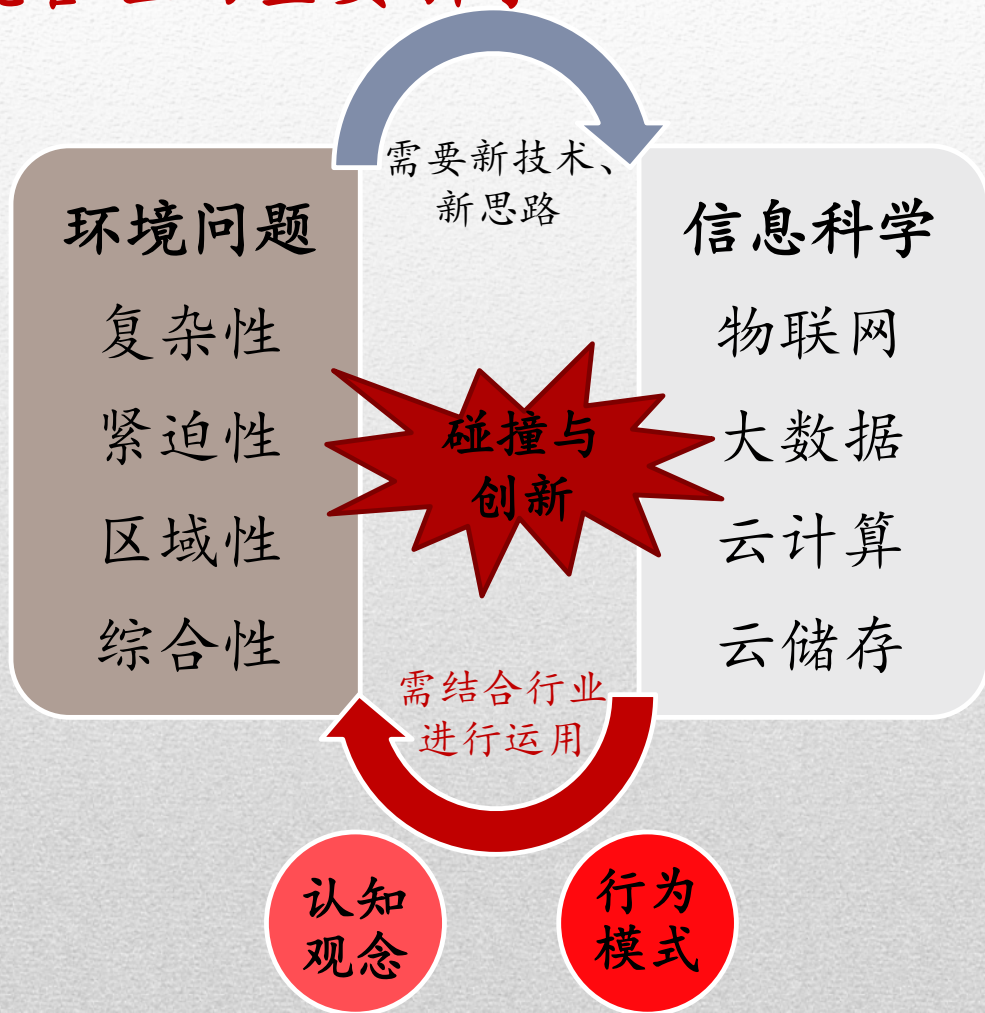 需要新技术、
新思路
环境问题
复杂性
紧迫性
区域性
综合性
信息科学
物联网
大数据
云计算
云储存
碰撞与
创新
需结合行业
进行运用
认知
观念
行为
模式